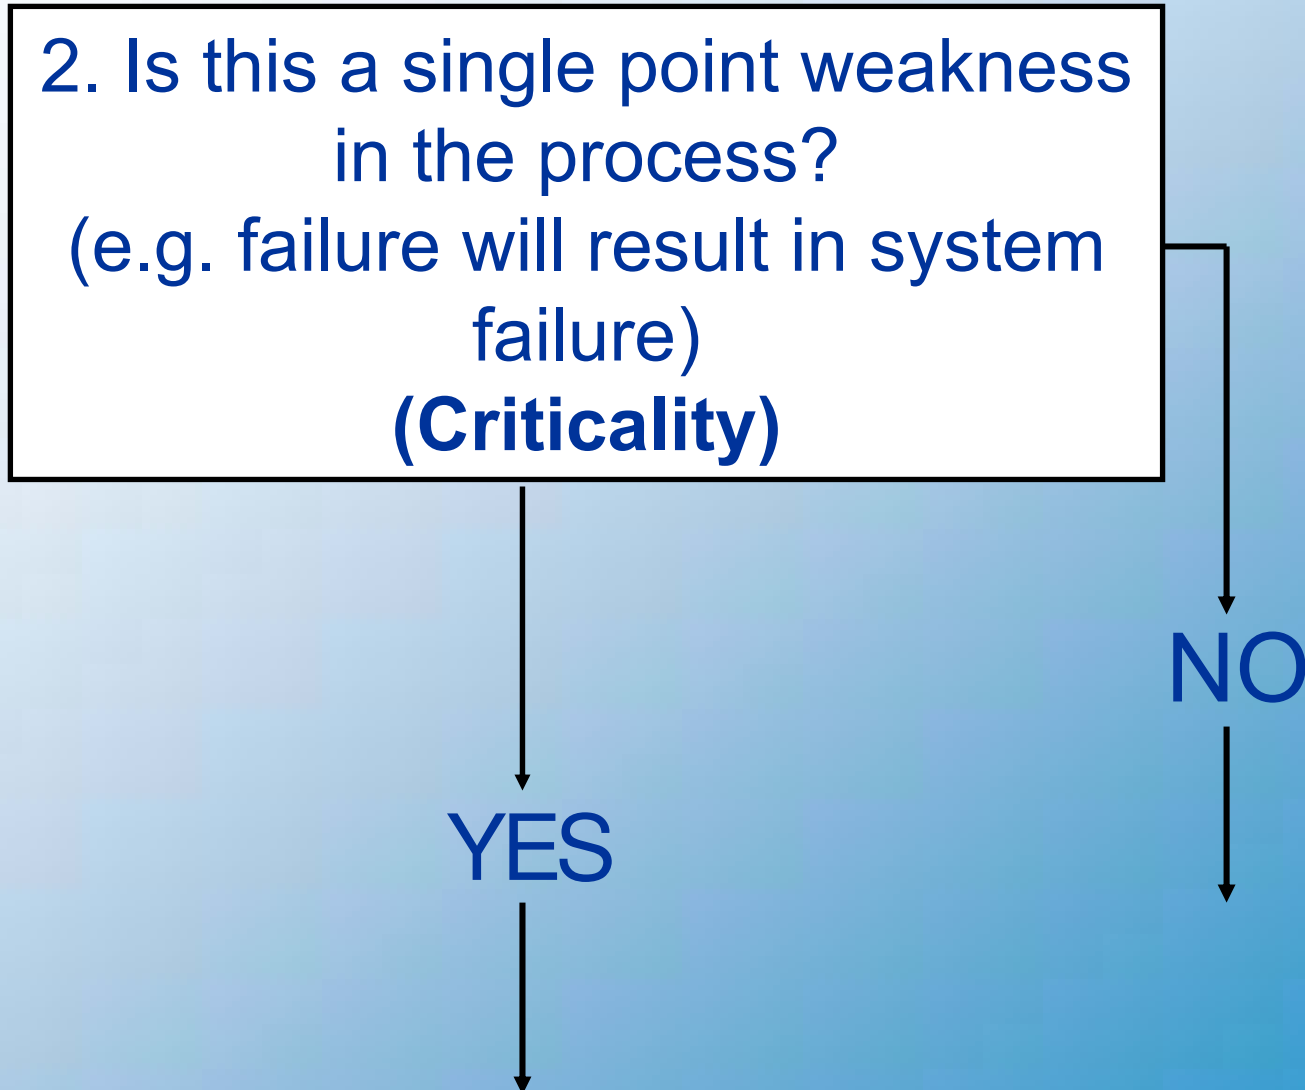 2. Is this a single point weakness
in the process?
(e.g. failure will result in system
failure)
(Criticality)
NO
YES